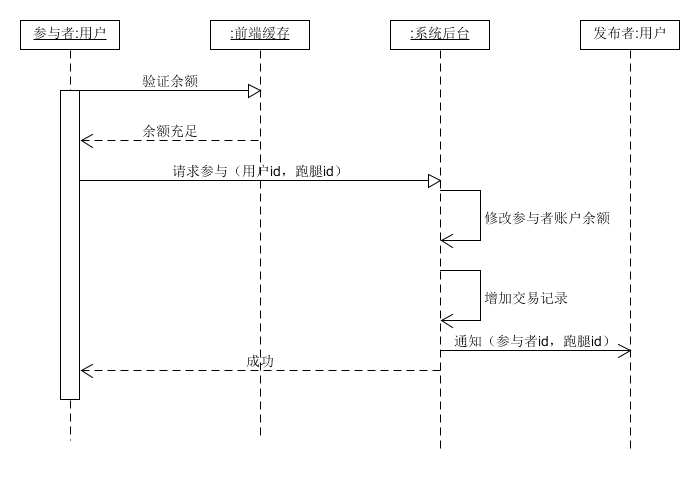 参与者:用户
:前端缓存
:系统后台
发布者:用户
验证余额
余额充足
请求参与（用户id，跑腿id）
修改参与者账户余额
增加交易记录
通知（参与者id，跑腿id）
成功